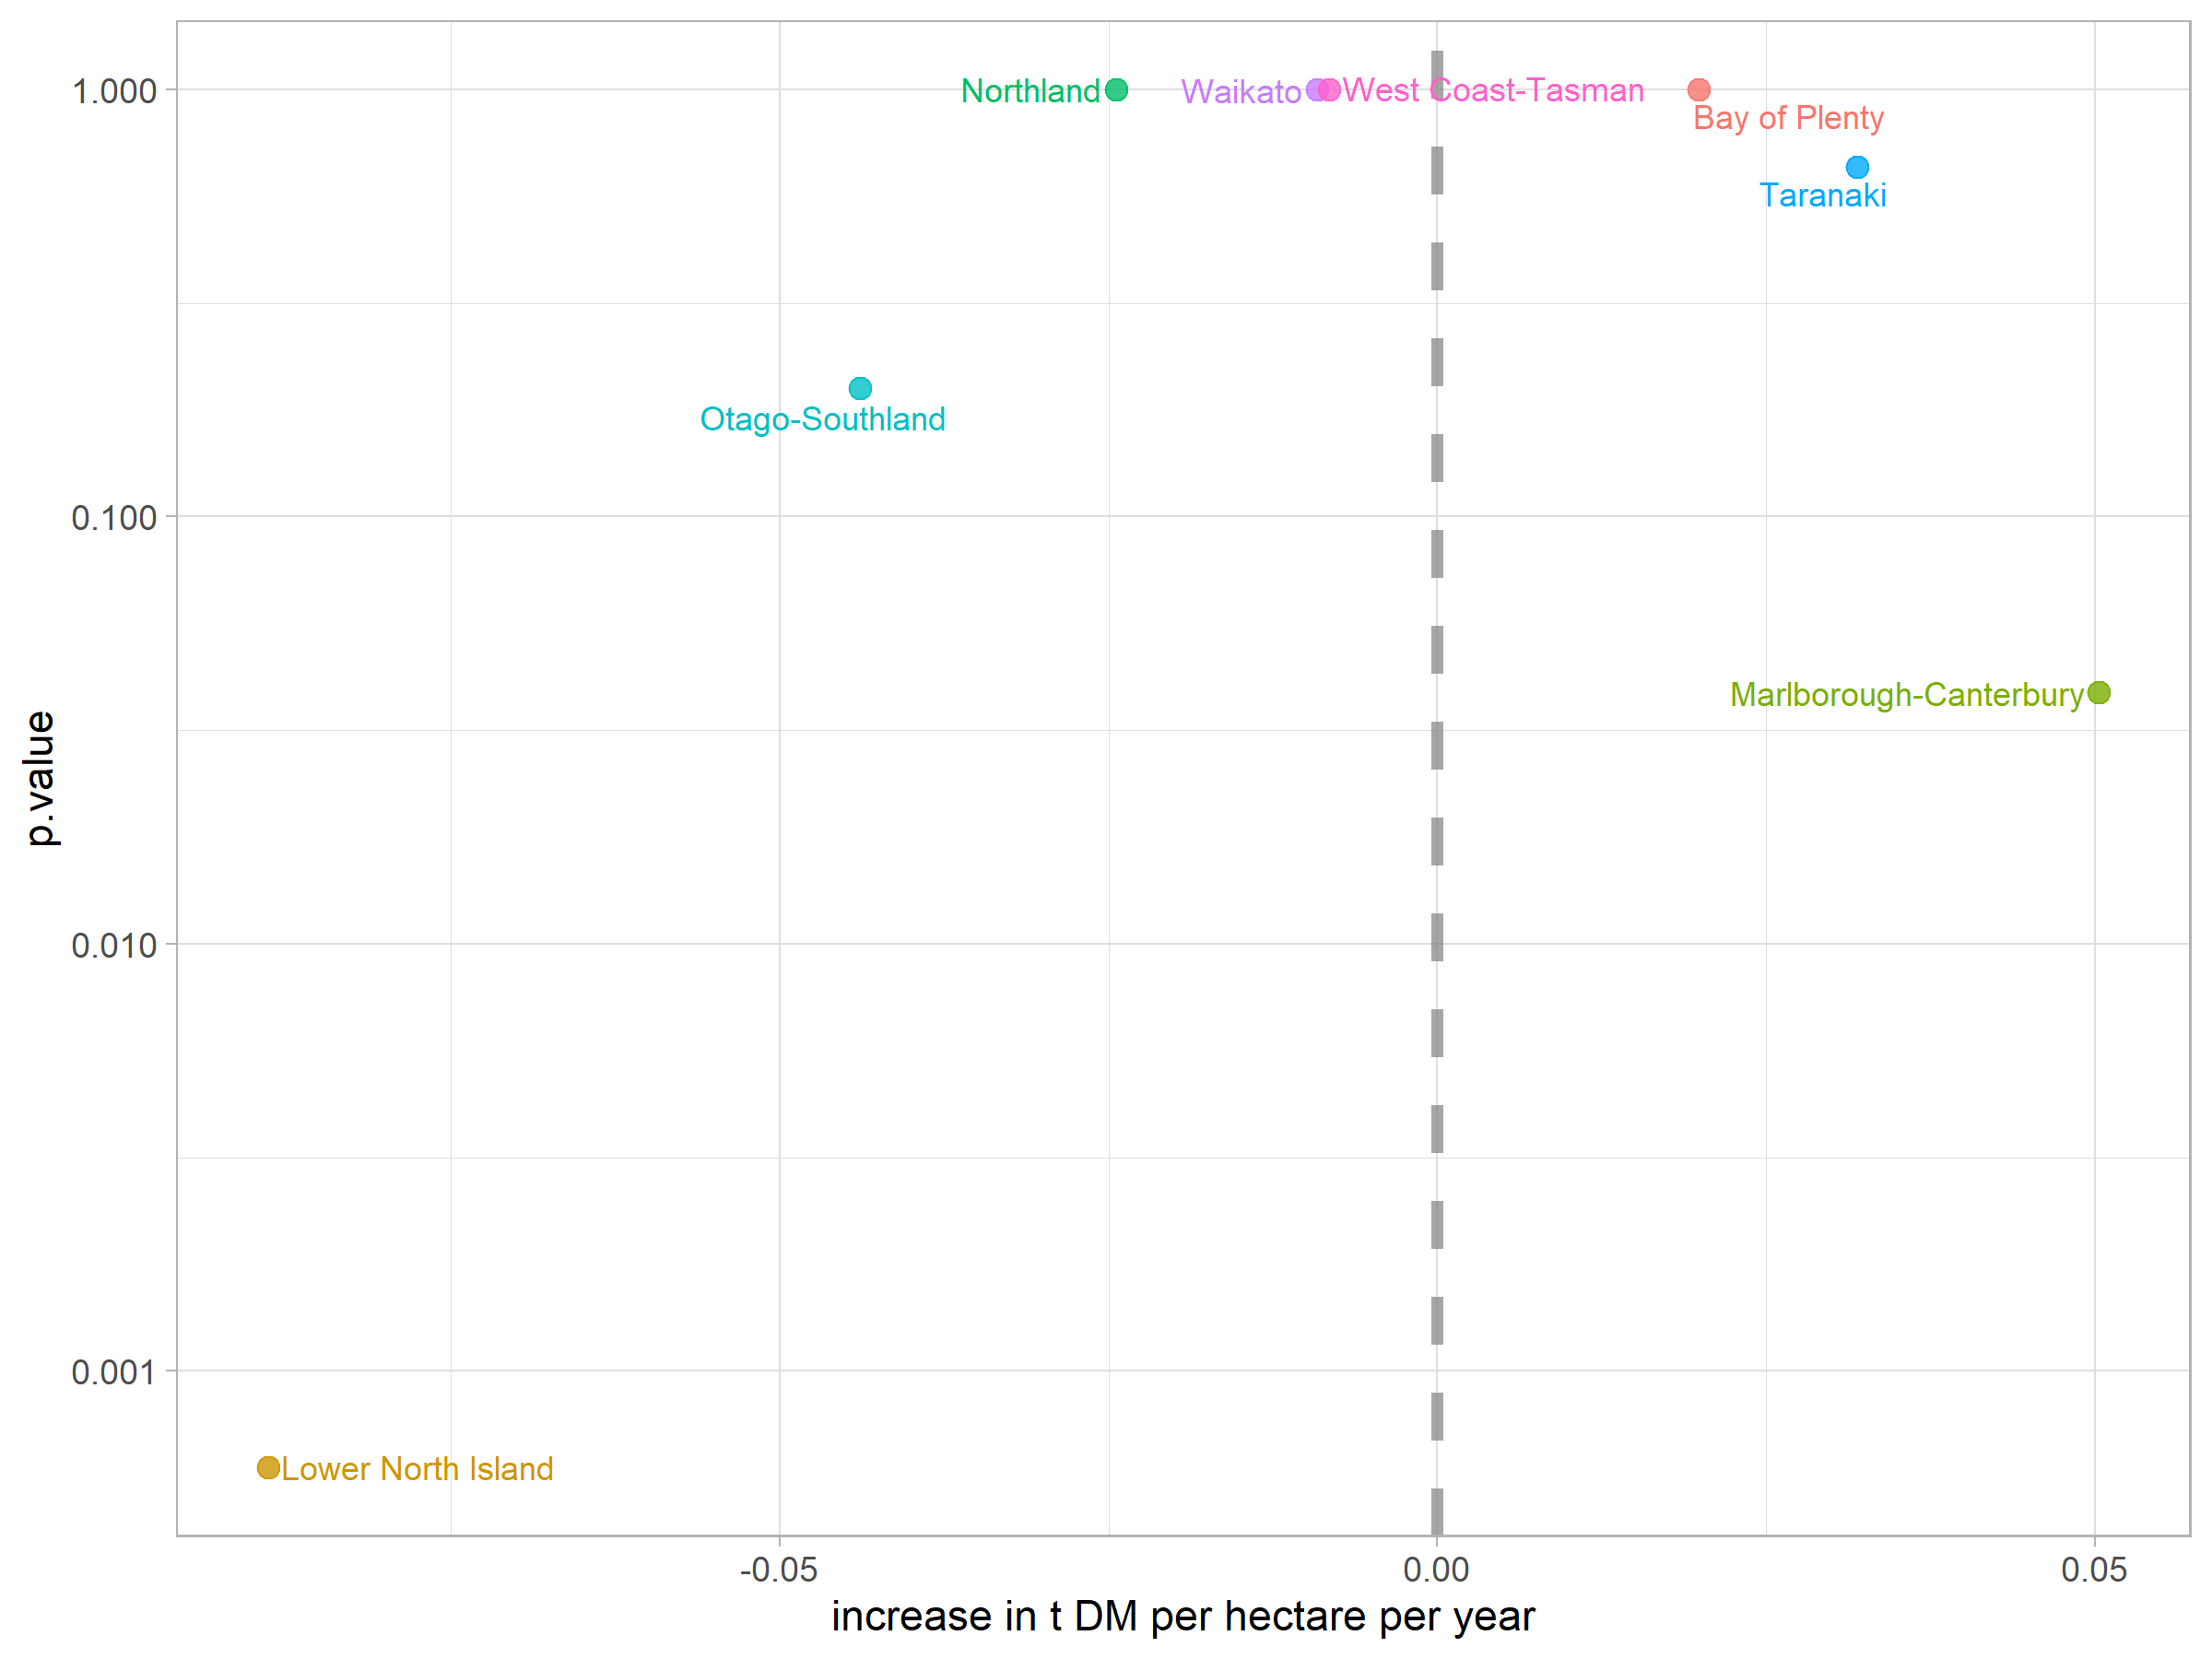 1.000
Northland
Waikato
West Coast-Tasman
Bay of Plenty
Taranaki
Otago-Southland
0.100
Marlborough-Canterbury
p.value
0.010
0.001
Lower North Island
-0.05
0.00
0.05
increase in t DM per hectare per year